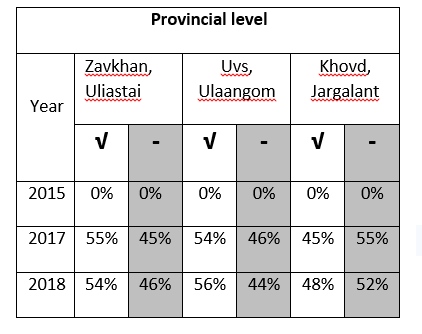 Provincial level
Year
Zavkhan,
Uliastai
Uvs,
Ulaangom
Khovd,
Jargalant
√ - √ - √ -
2015 0% 0% 0% 0% 0% 0%
2017 55% 45% 54% 46% 45% 55%
2018 54% 46% 56% 44% 48% 52%